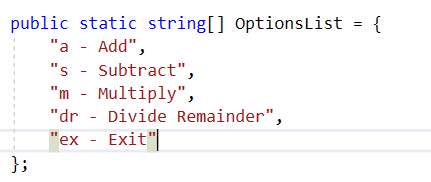 public static string[] OptionsList = {
    "a - Add",
    "s - Subtract",
    "m - Multiply",
    "dr - Divide Remainder",
    "ex - Exit"
};